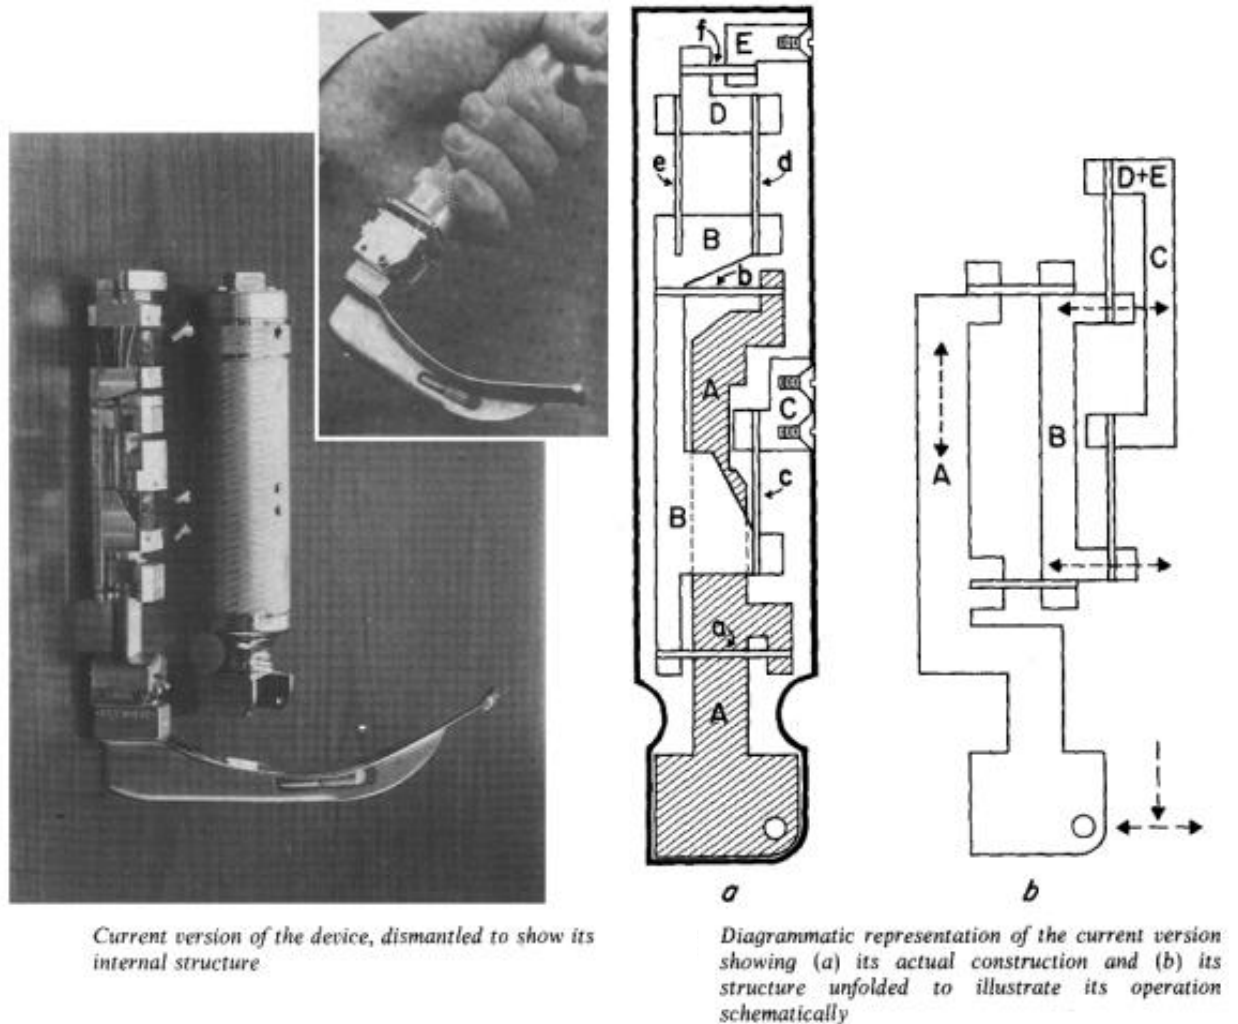 f
E
D
e
d
B
b
A
C
c
B
a
A
a
D+E
C
B
A
b
Current version of the device, dismantled to show its
internal structure
Diagrammatic representation of the current version
showing (a) its actual construction and (b) its
structure unfolded to illustrate its operation
schematically